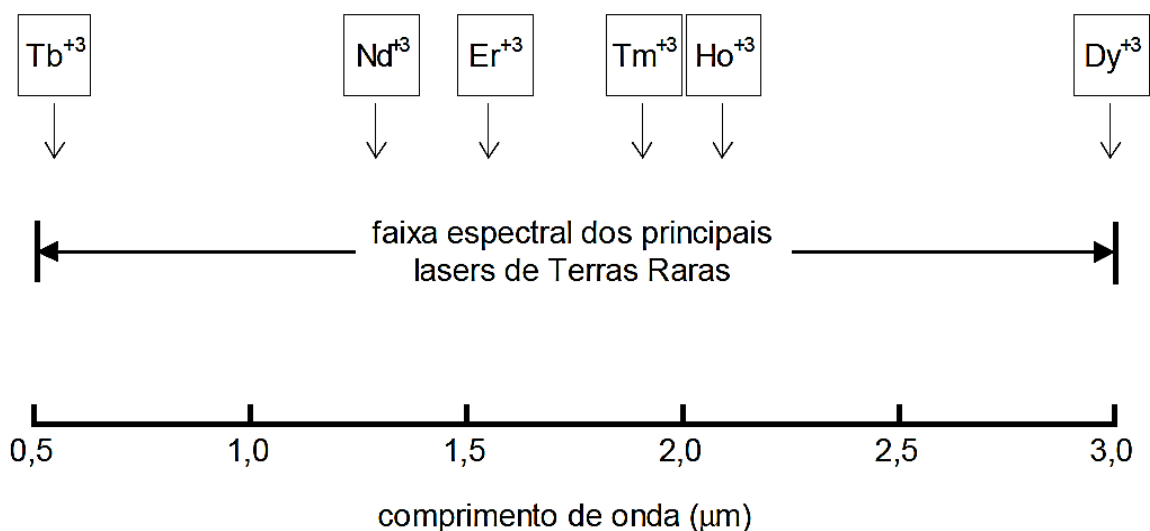 Tb+3 Nd+3 Er+3 Tm+3 Ho+3 Dy+3
faixa espectral dos principais
lasers de Terras Raras
0,5 1,0 1,5 2,0 2,5 3,0
comprimento de onda (μm)